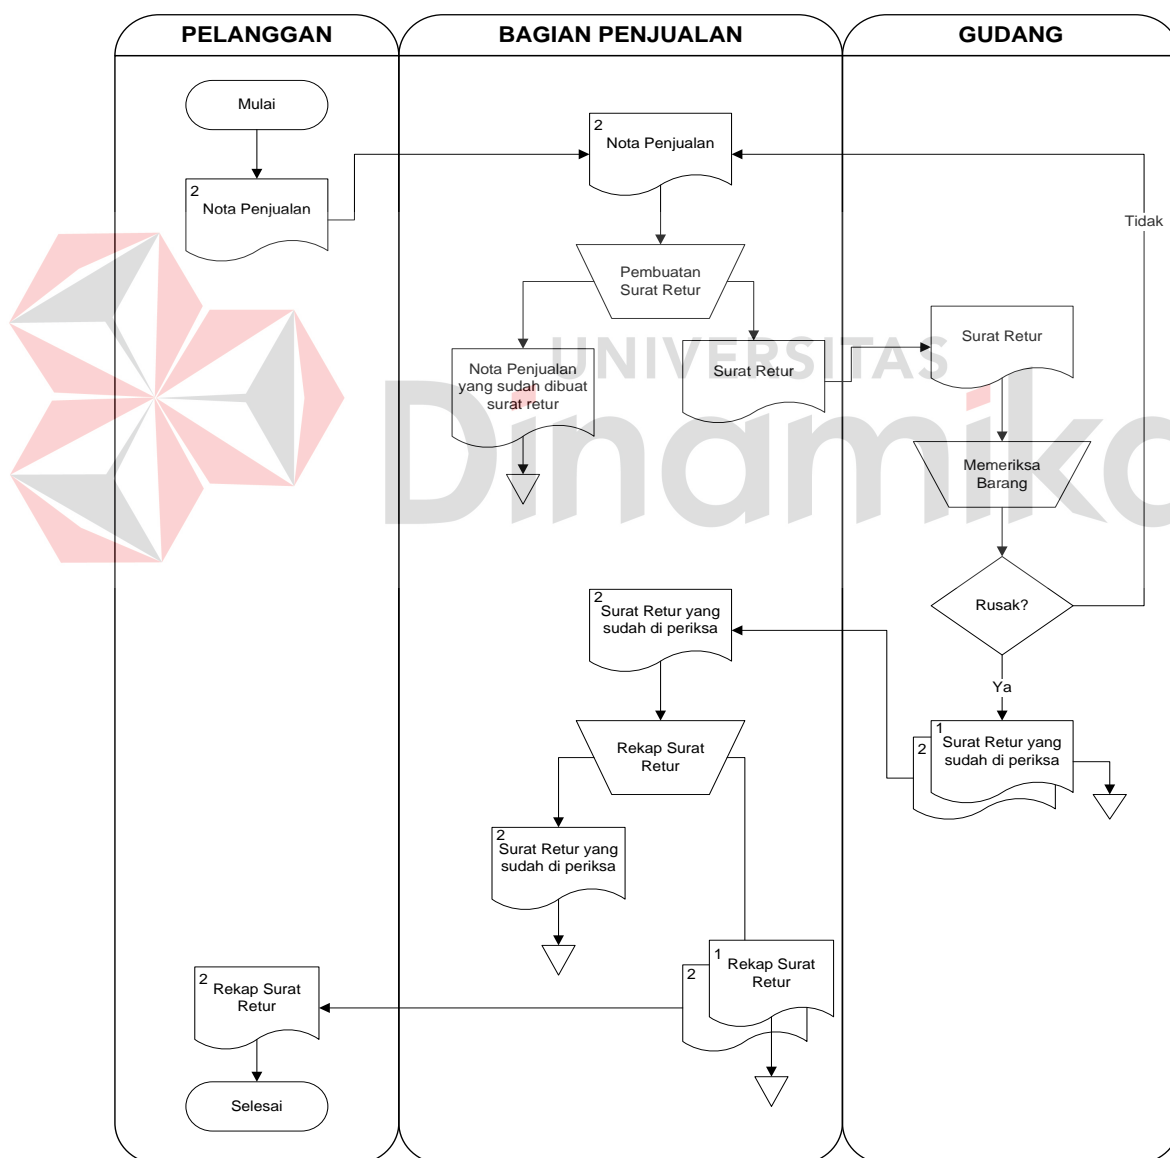 PELANGGAN
BAGIAN PENJUALAN
GUDANG
Mulai
2
Nota Penjualan
2
Nota Penjualan
Tidak
Pembuatan
Surat Retur
Nota Penjualan
yang sudah dibuat
surat retur
Surat Retur
Surat Retur
UNIVERSITAS
Dinamika
Memeriksa
Barang
Rusak?
Ya
2
Surat Retur yang
sudah di periksa
1
2
Surat Retur yang
sudah di periksa
Rekap Surat
Retur
2
Surat Retur yang
sudah di periksa
1
2
Rekap Surat
Retur
2
Rekap Surat
Retur
Selesai